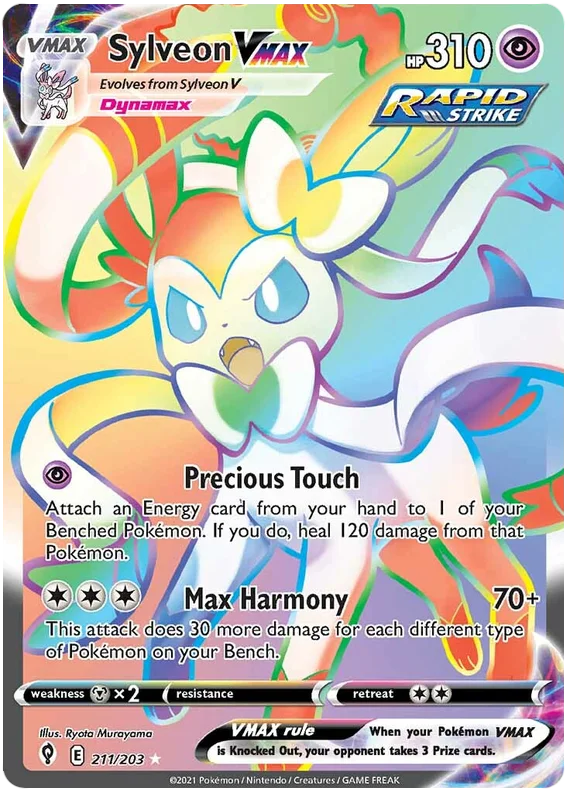 VMAX
Sylveon VMAX
HP 310
Evolves from Sylveon V
Dynamax
RAPID
STRIKE
Precious Touch
Attach an Energy card from your hand to 1 of your
Benched Pokémon. If you do, heal 120 damage from that
Pokémon.
Max Harmony 70+
This attack does 30 more damage for each different type
of Pokémon on your Bench.
weakness ×2 resistance retreat
Illus. Ryota Murayama
VMAX rule When your Pokémon VMAX
is Knocked Out, your opponent takes 3 Prize cards.
E 211/203
©2021 Pokémon / Nintendo / Creatures / GAME FREAK